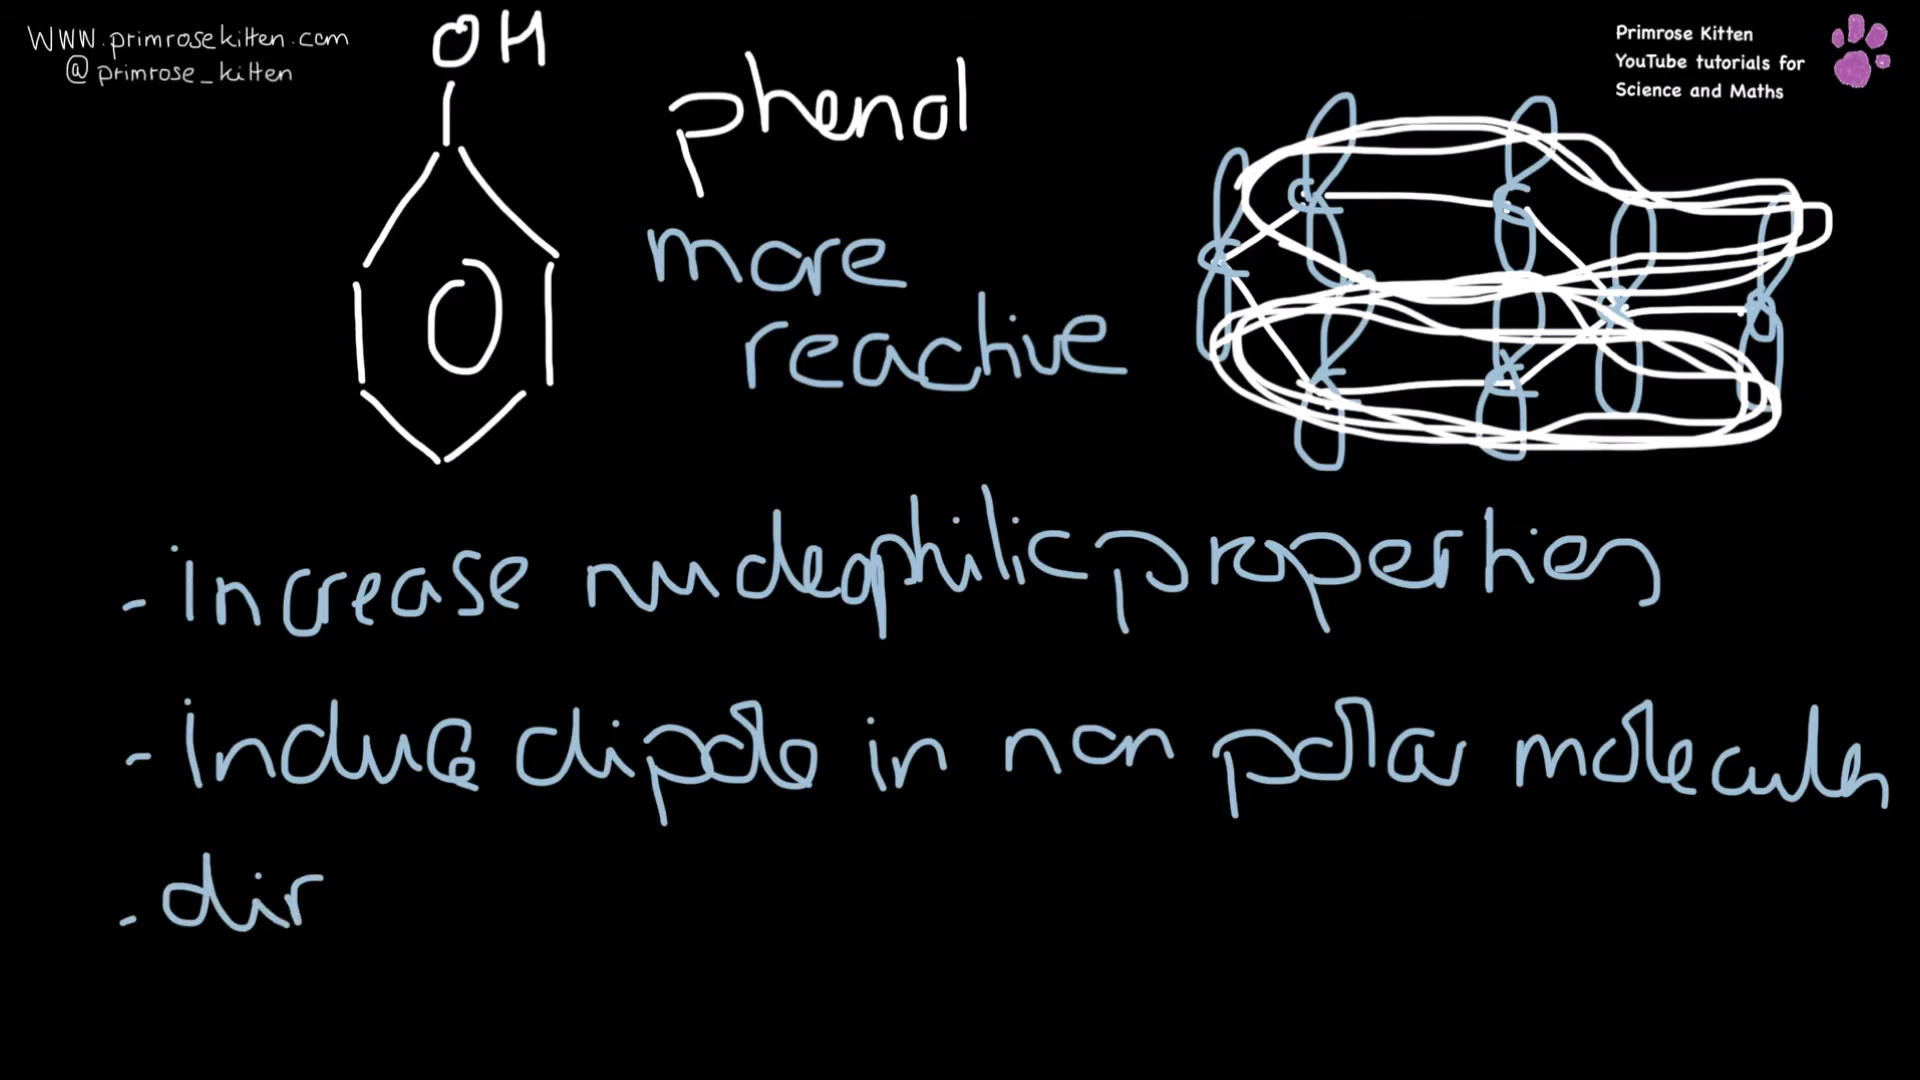 www.primrosekitten.com
@primrose_kitten
Primrose Kitten
YouTube tutorials for
Science and Maths
OH
phenol
more
reactive
C C C C C C C
- increase nucleophilic properties
- induce dipole in non polar molecules
- dir